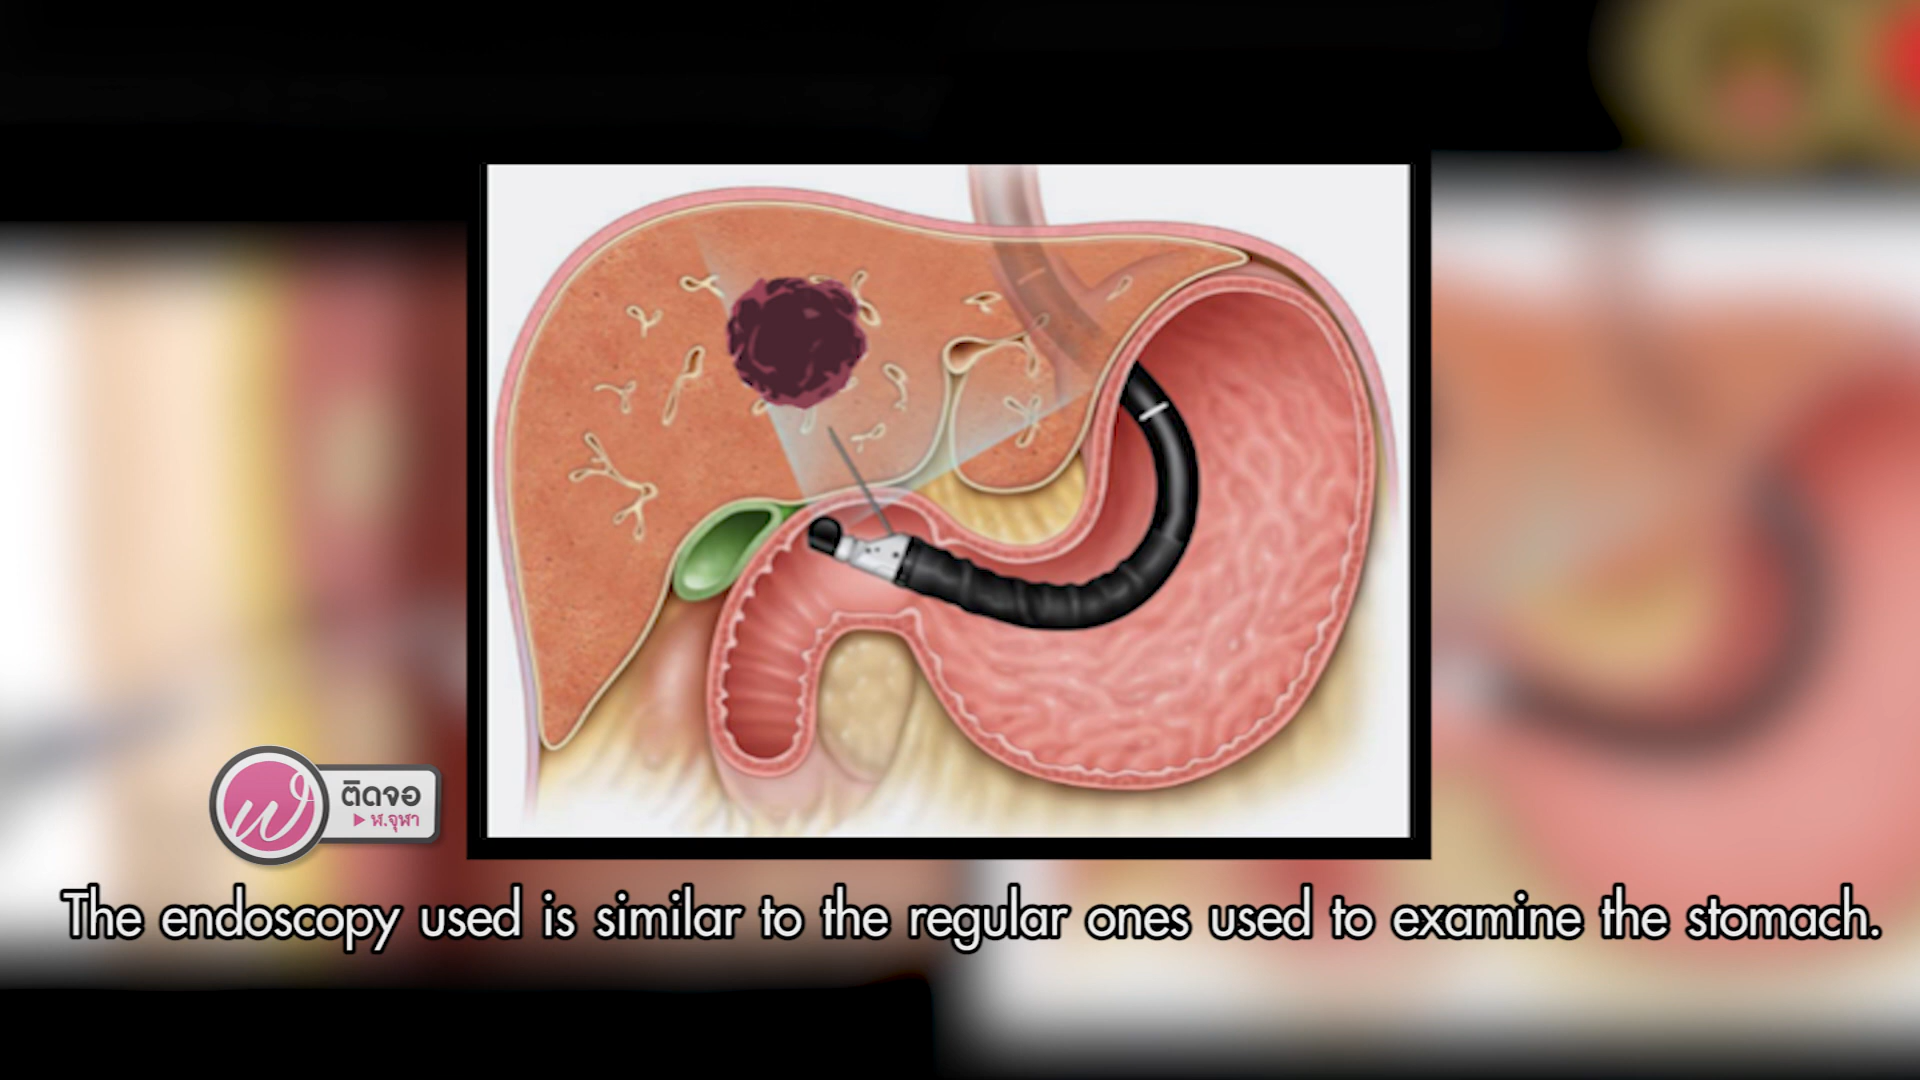 ติดจอ
ฬ.จุฬา
The endoscopy used is similar to the regular ones used to examine the stomach.